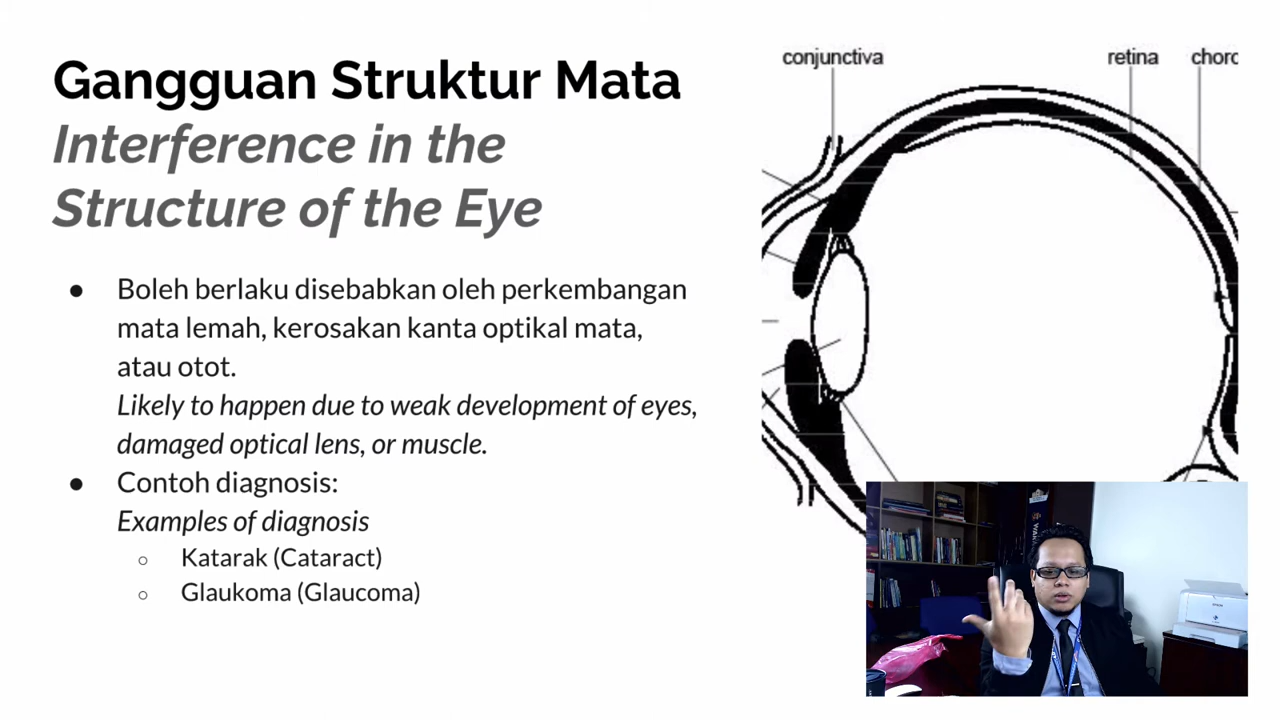 Gangguan Struktur Mata
Interference in the
Structure of the Eye
● Boleh berlaku disebabkan oleh perkembangan
mata lemah, kerosakan kanta optikal mata,
atau otot.
Likely to happen due to weak development of eyes,
damaged optical lens, or muscle.
● Contoh diagnosis:
Examples of diagnosis
○ Katarak (Cataract)
○ Glaukoma (Glaucoma)
conjunctiva
retina
choro
EPSON